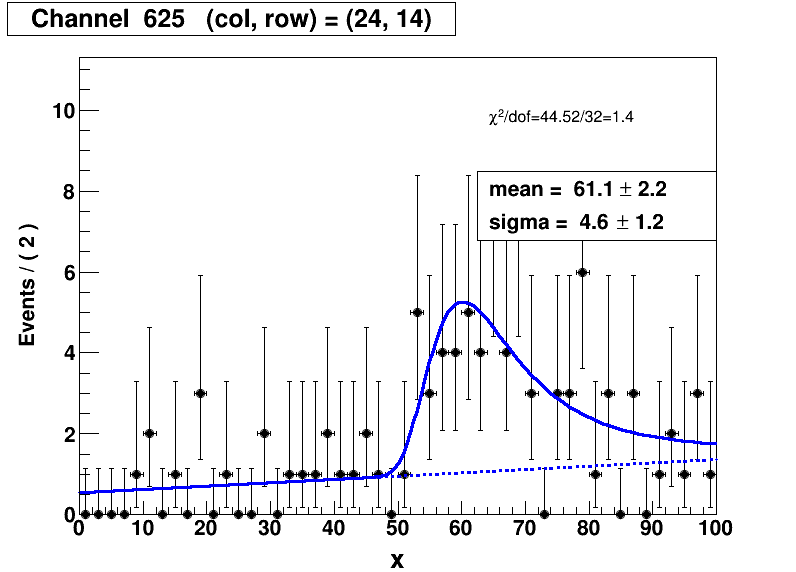 Channel 625 (col, row) = (24, 14)
χ²/dof=44.52/32=1.4
mean = 61.1 ± 2.2
sigma = 4.6 ± 1.2
Events / ( 2 )
10
8
6
4
2
0
0 10 20 30 40 50 60 70 80 90 100
x